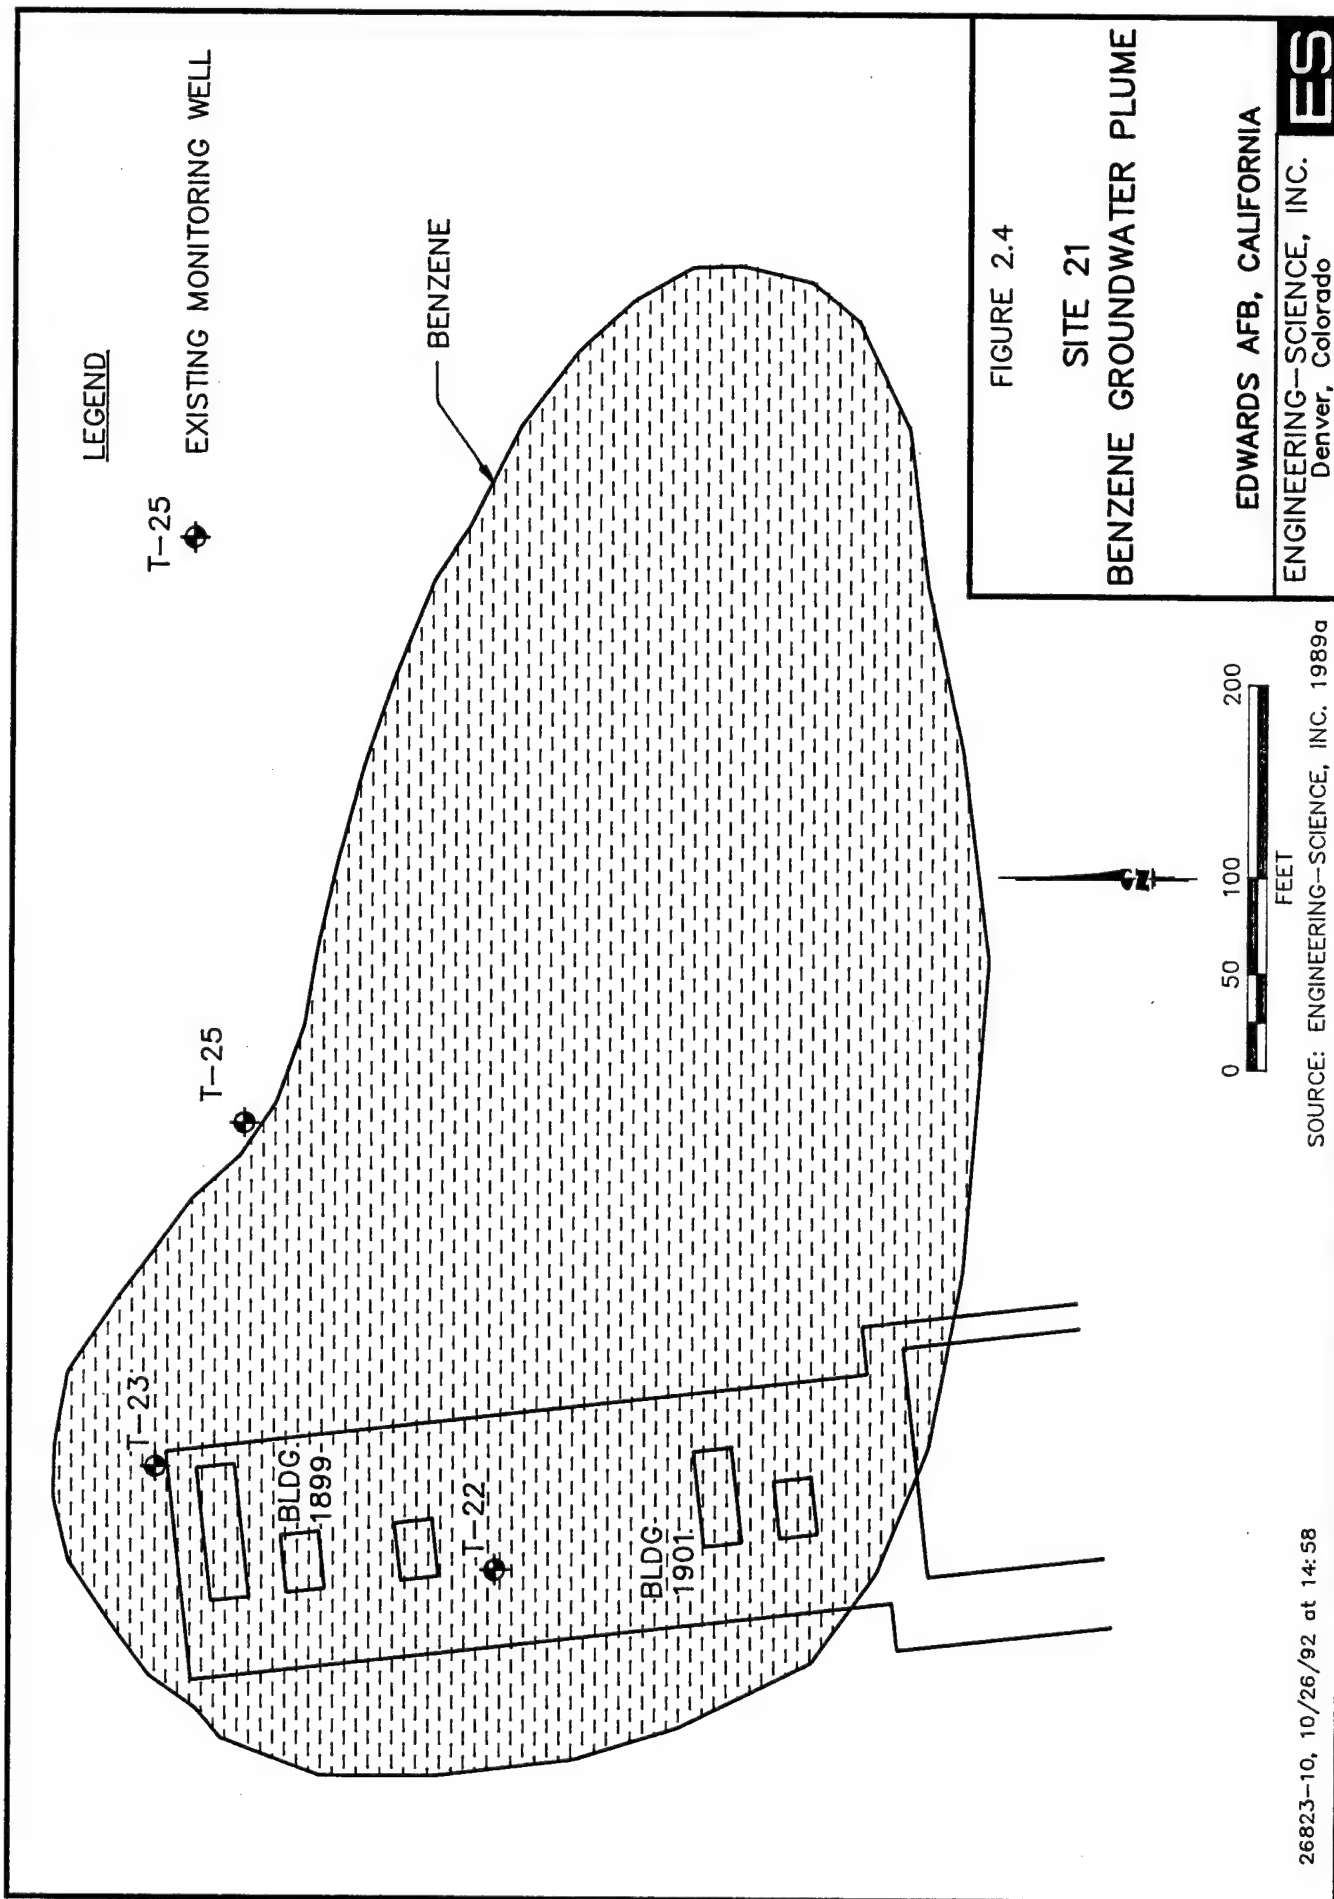 LEGEND
T-25
EXISTING MONITORING WELL
BENZENE
T-25
T-23
BLDG.
1899
T-22
BLDG
1901
N
0 50 100 200
FEET
SOURCE: ENGINEERING-SCIENCE, INC. 1989a
26823-10, 10/26/92 at 14:58
FIGURE 2.4
SITE 21
BENZENE GROUNDWATER PLUME
EDWARDS AFB, CALIFORNIA
ENGINEERING-SCIENCE, INC.
Denver, Colorado
ES